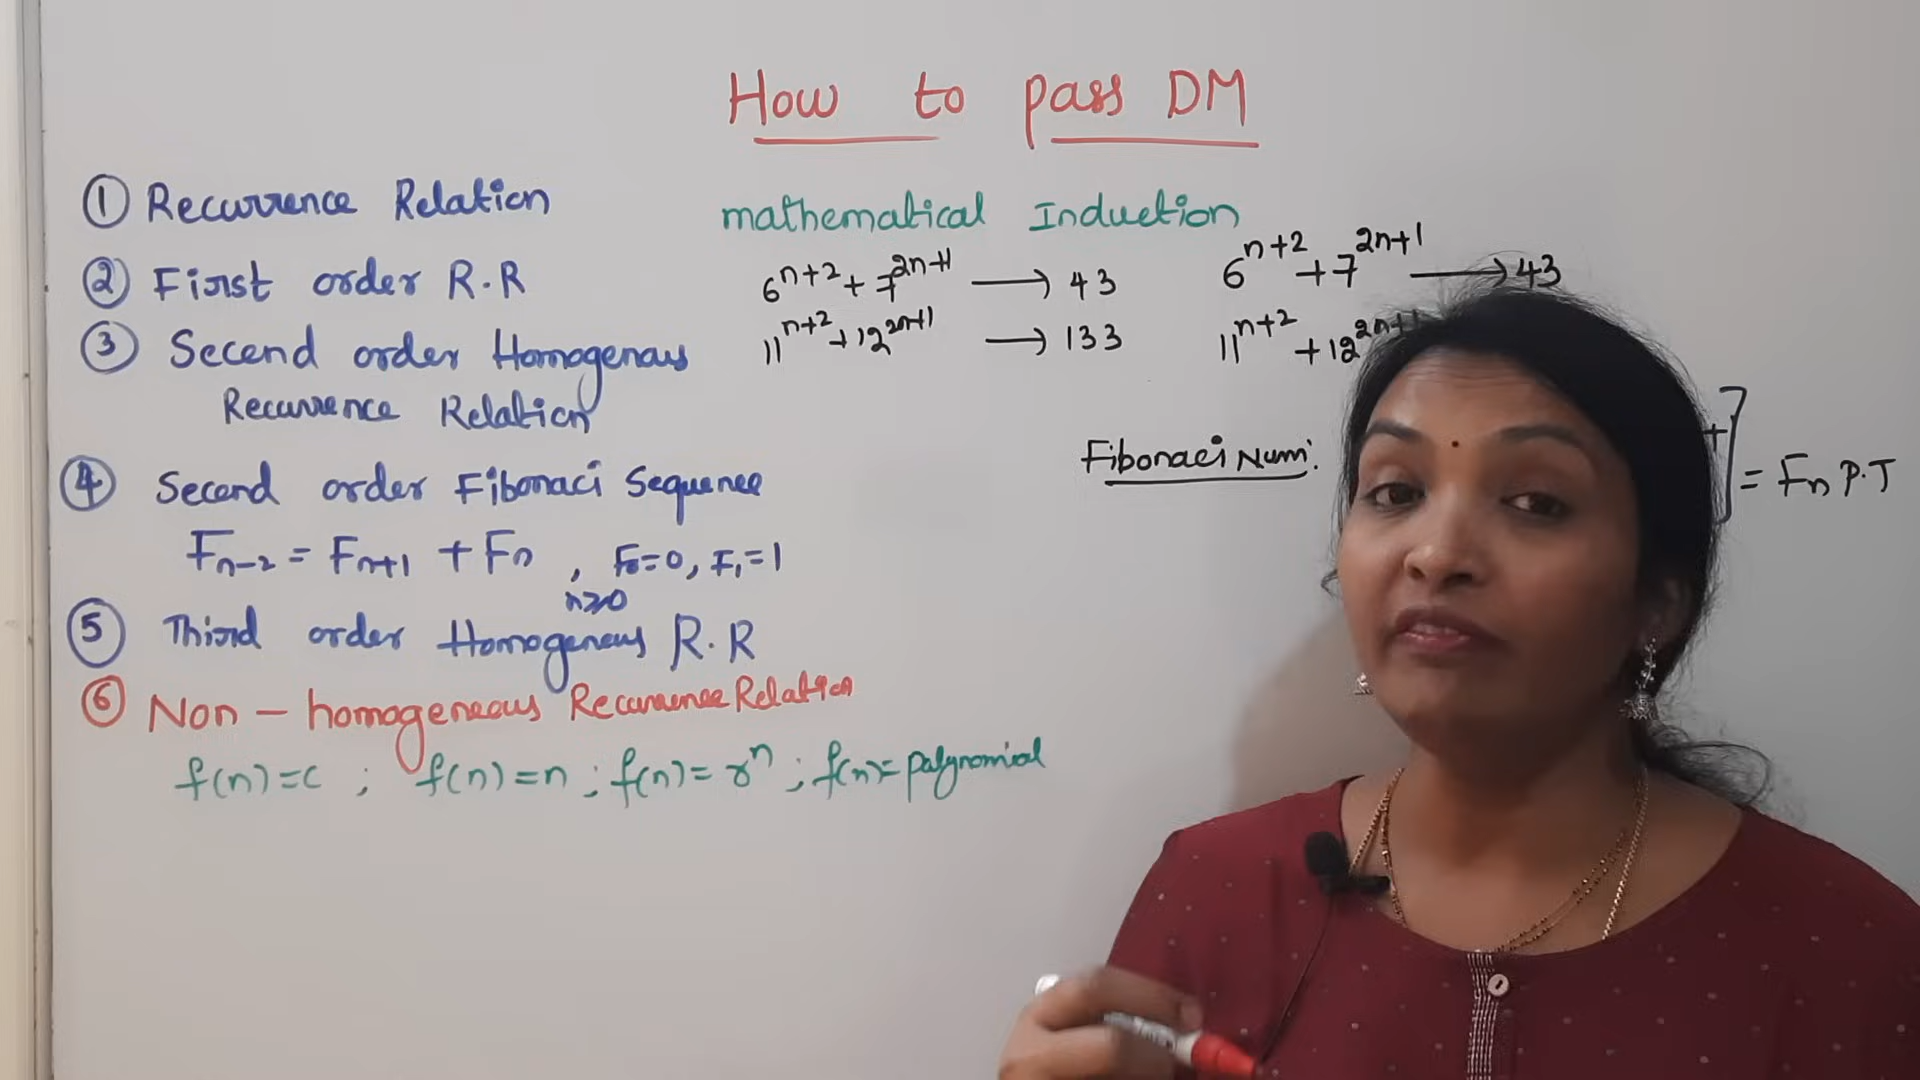 How to pass DM
① Recurrence Relation
② First order R.R
③ Second order Homogenous
Recurrence Relation
④ Second order Fibonaci Sequence
Fn-2 = Fn+1 + Fn , F0=0, F1=1
n≥0
⑤ Third order Homogenous R.R
⑥ Non - homogeneous Recurrence Relation
f(n)=c ; f(n)=n ; f(n)=r^n ; f(n)= polynomial
mathematical Induction
6^n+2 + 7^2n+1 → 43
11^n+2 + 12^2n+1 → 133
6^n+2 + 7^2n+1 → 43
11^n+2 + 12^2n+1
Fibonaci Num:
= Fn P.T